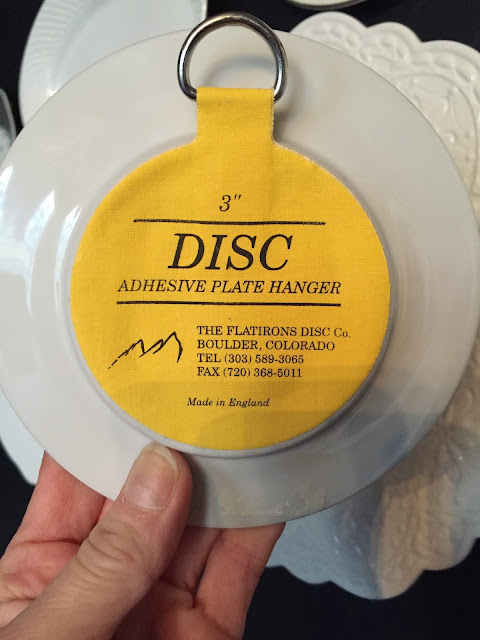 3"
DISC
ADHESIVE PLATE HANGER
THE FLATIRONS DISC Co.
BOULDER, COLORADO
TEL (303) 589-3065
FAX (720) 368-5011
Made in England